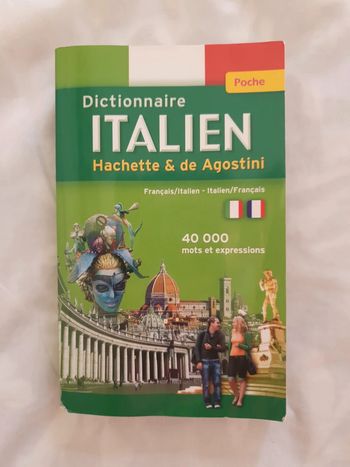 Poche
Dictionnaire
ITALIEN
Hachette & de Agostini
Français/Italien - Italien/Français
40 000
mots et expressions